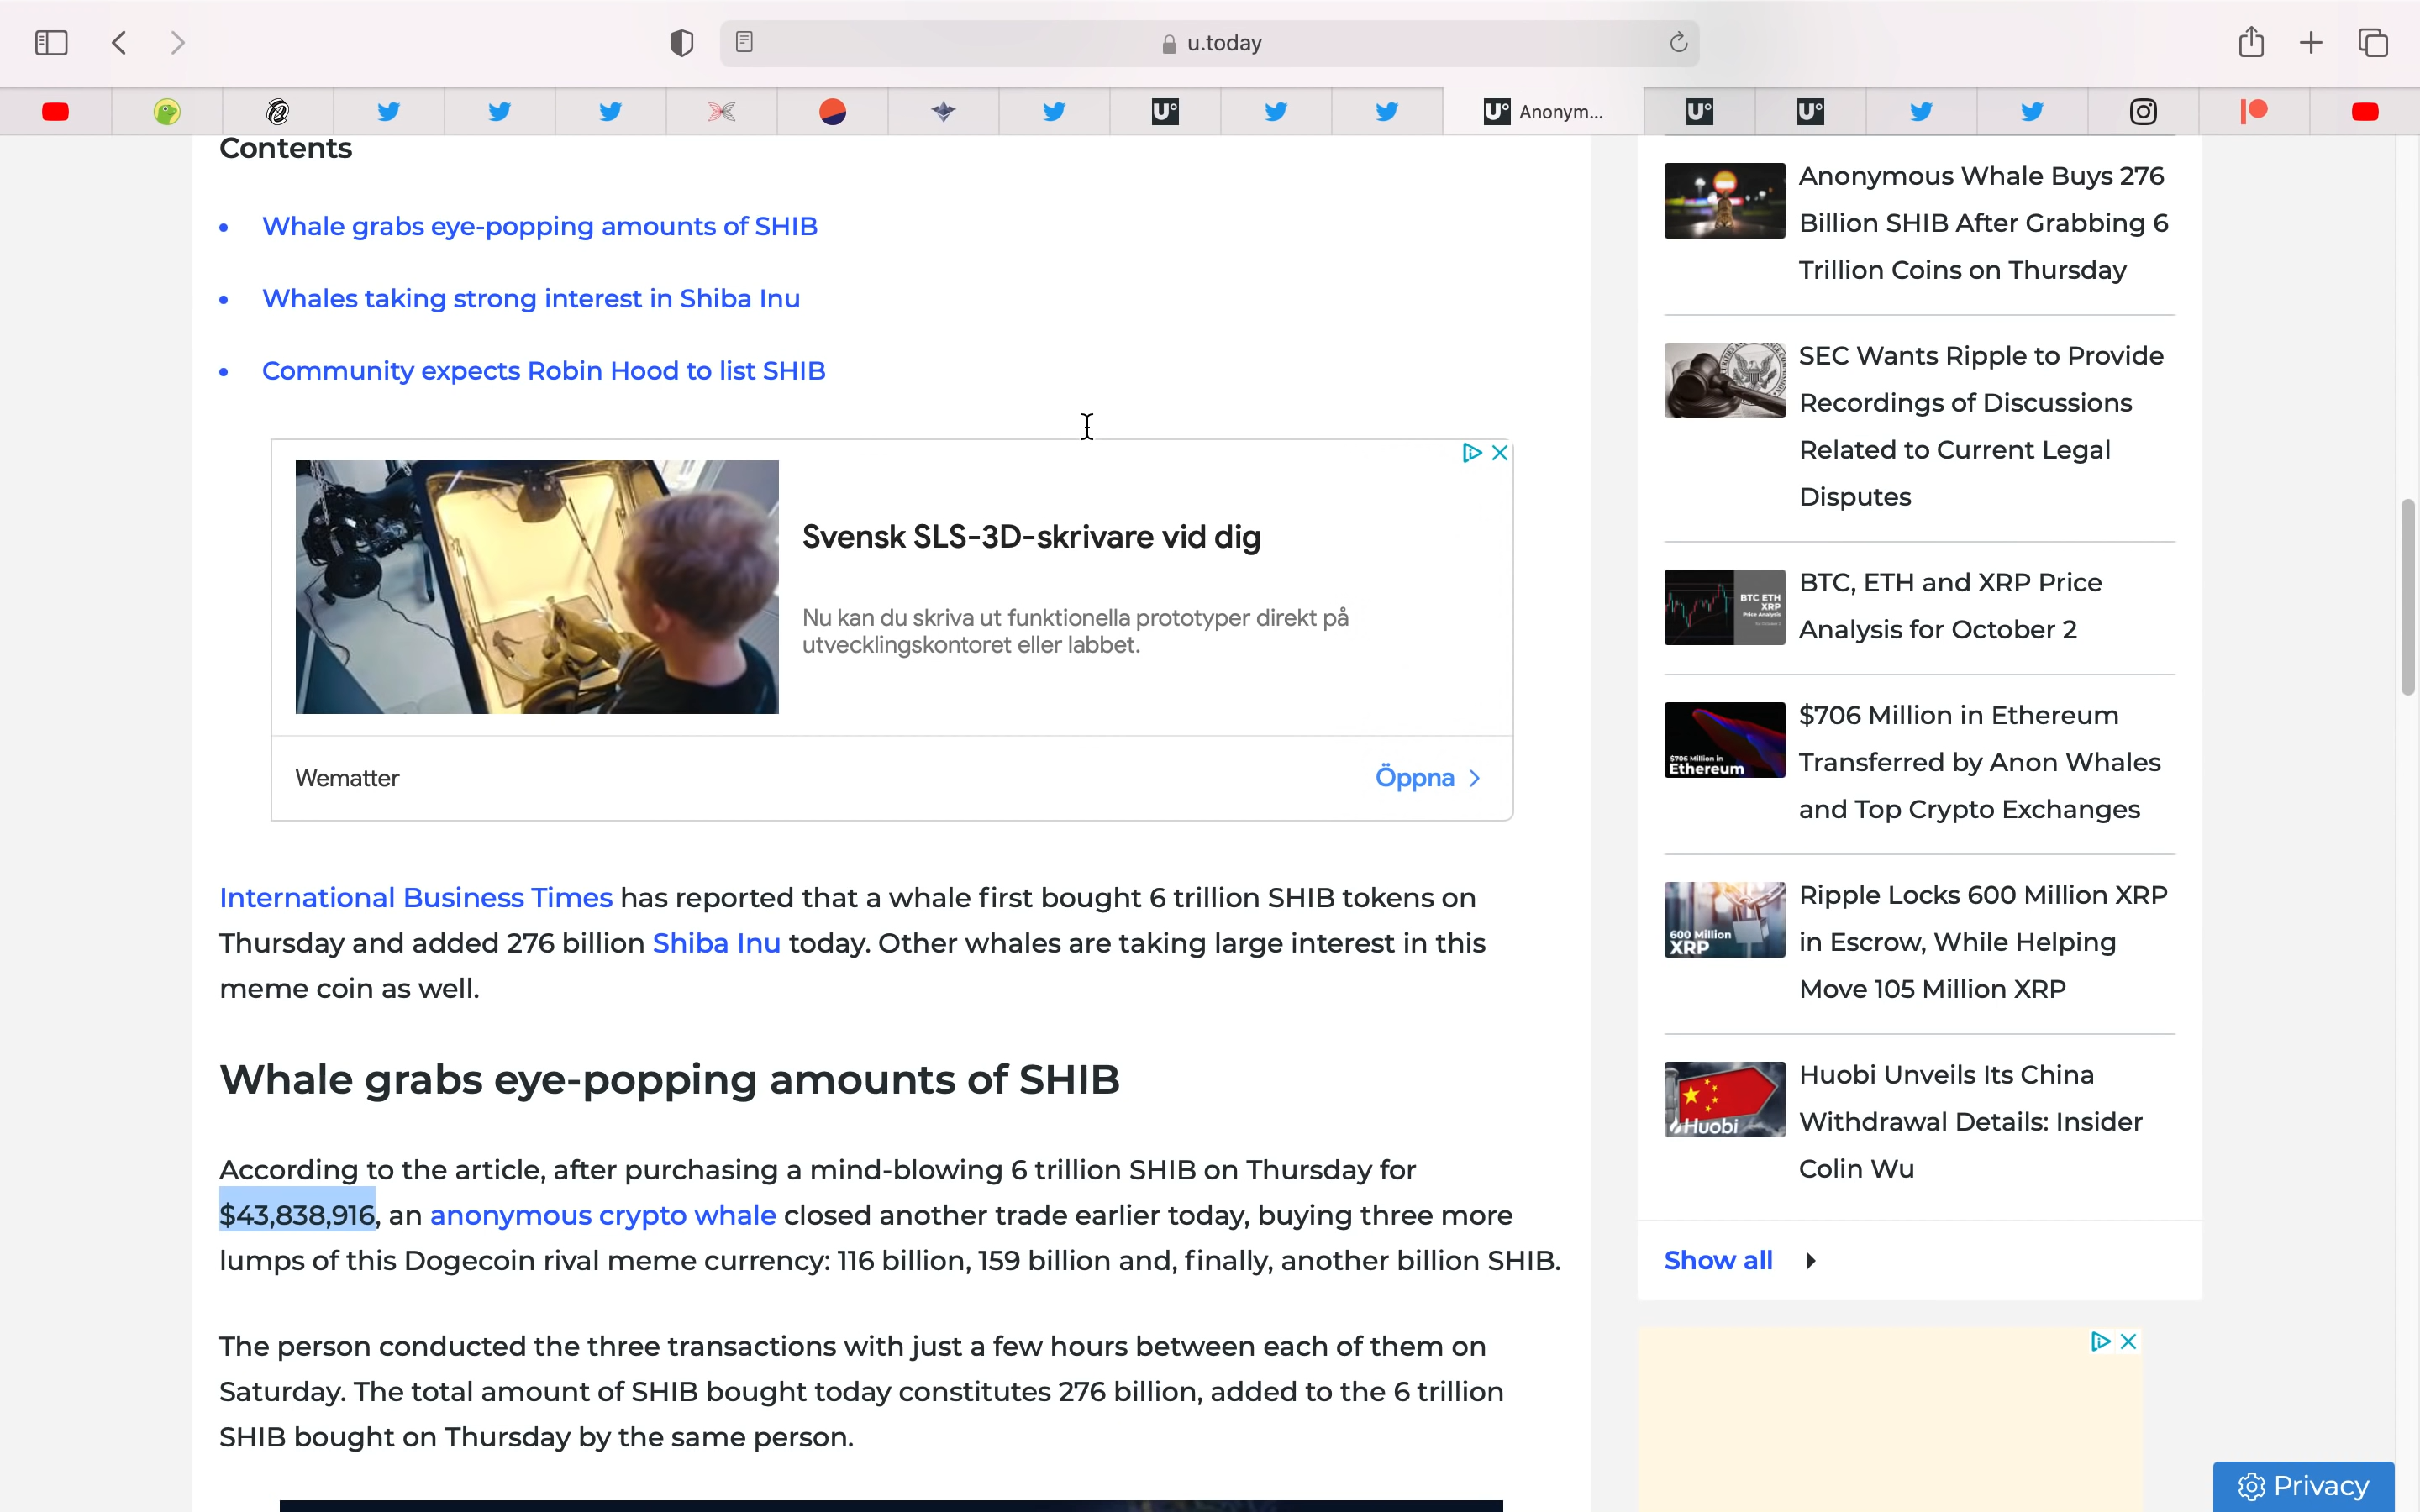 u.today
Anonym...
Contents
Whale grabs eye-popping amounts of SHIB
Whales taking strong interest in Shiba Inu
Community expects Robin Hood to list SHIB
Svensk SLS-3D-skrivare vid dig
Nu kan du skriva ut funktionella prototyper direkt på
utvecklingskontoret eller labbet.
Wematter
Öppna
International Business Times has reported that a whale first bought 6 trillion SHIB tokens on
Thursday and added 276 billion Shiba Inu today. Other whales are taking large interest in this
meme coin as well.
Whale grabs eye-popping amounts of SHIB
According to the article, after purchasing a mind-blowing 6 trillion SHIB on Thursday for
$43,838,916, an anonymous crypto whale closed another trade earlier today, buying three more
lumps of this Dogecoin rival meme currency: 116 billion, 159 billion and, finally, another billion SHIB.
The person conducted the three transactions with just a few hours between each of them on
Saturday. The total amount of SHIB bought today constitutes 276 billion, added to the 6 trillion
SHIB bought on Thursday by the same person.
Anonymous Whale Buys 276
Billion SHIB After Grabbing 6
Trillion Coins on Thursday
SEC Wants Ripple to Provide
Recordings of Discussions
Related to Current Legal
Disputes
BTC ETH
XRP
Price Analysis
BTC, ETH and XRP Price
Analysis for October 2
$706 Million in
Ethereum
$706 Million in Ethereum
Transferred by Anon Whales
and Top Crypto Exchanges
600 Million
XRP
Ripple Locks 600 Million XRP
in Escrow, While Helping
Move 105 Million XRP
Huobi
Huobi Unveils Its China
Withdrawal Details: Insider
Colin Wu
Show all
Privacy